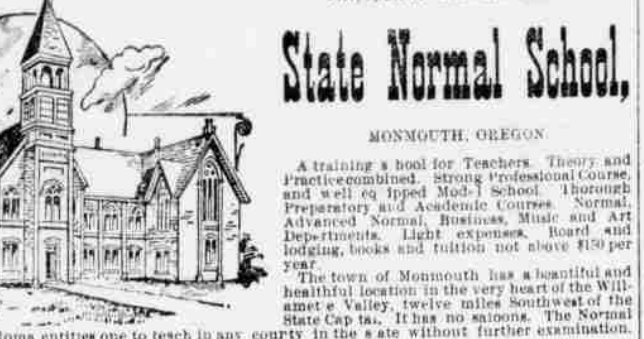 State Normal School,
MONMOUTH, OREGON.
A training s hool for Teachers. Theory and
Practice combined. Strong Professional Course,
and well eq ipped Mod-l School. Thorough
Preparatory and Academic Courses. Normal,
Advanced Normal, Business, Music and Art
Departments. Light expenses. Board and
lodging, books and tuition not above $150 per
year.
The town of Monmouth has a beautiful and
healthful location in the very heart of the Will-
amet e Valley, twelve miles Southwest of the
State Cap tal. It has no saloons. The Normal
entitles one to teach in any county in the s ate without further examination.